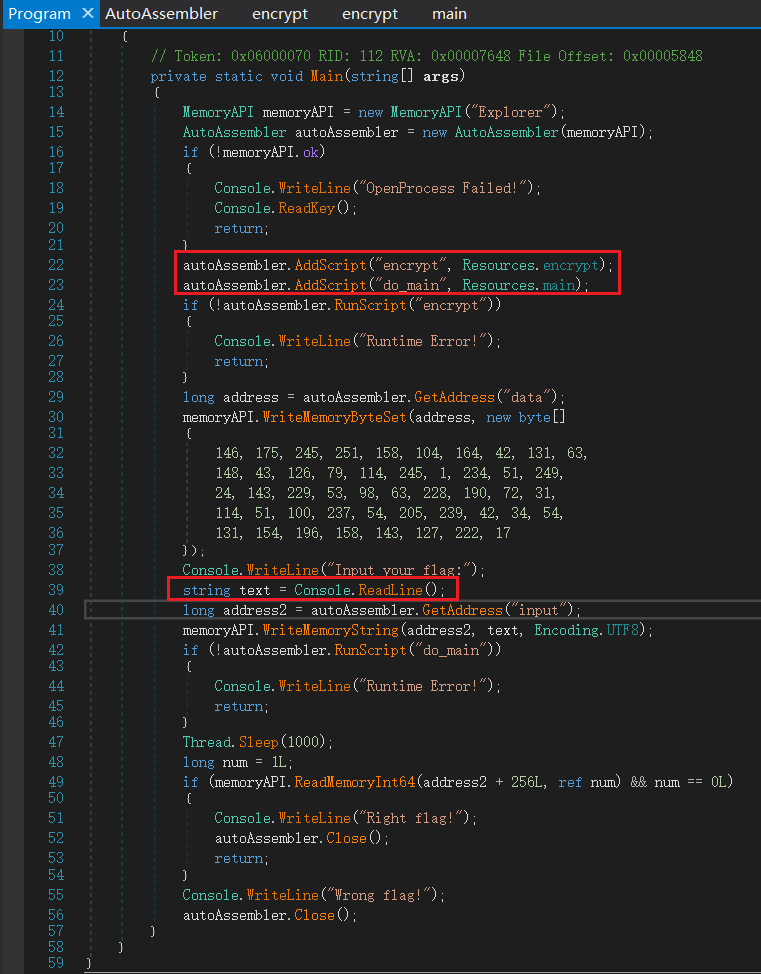 Program × AutoAssembler encrypt encrypt main
10 {
11 // Token: 0x06000070 RID: 112 RVA: 0x00007648 File Offset: 0x00005848
12 private static void Main(string[] args)
13 {
14 MemoryAPI memoryAPI = new MemoryAPI("Explorer");
15 AutoAssembler autoAssembler = new AutoAssembler(memoryAPI);
16 if (!memoryAPI.ok)
17 {
18 Console.WriteLine("OpenProcess Failed!");
19 Console.ReadKey();
20 return;
21 }
22 autoAssembler.AddScript("encrypt", Resources.encrypt);
23 autoAssembler.AddScript("do_main", Resources.main);
24 if (!autoAssembler.RunScript("encrypt"))
25 {
26 Console.WriteLine("Runtime Error!");
27 return;
28 }
29 long address = autoAssembler.GetAddress("data");
30 memoryAPI.WriteMemoryByteSet(address, new byte[]
31 {
32 146, 175, 245, 251, 158, 104, 164, 42, 131, 63,
33 148, 43, 126, 79, 114, 245, 1, 234, 51, 249,
34 24, 143, 229, 53, 98, 63, 228, 190, 72, 31,
35 114, 51, 100, 237, 54, 205, 239, 42, 34, 54,
36 131, 154, 196, 158, 143, 127, 222, 17
37 });
38 Console.WriteLine("Input your flag:");
39 string text = Console.ReadLine();
40 long address2 = autoAssembler.GetAddress("input");
41 memoryAPI.WriteMemoryString(address2, text, Encoding.UTF8);
42 if (!autoAssembler.RunScript("do_main"))
43 {
44 Console.WriteLine("Runtime Error!");
45 return;
46 }
47 Thread.Sleep(1000);
48 long num = 1L;
49 if (memoryAPI.ReadMemoryInt64(address2 + 256L, ref num) && num == 0L)
50 {
51 Console.WriteLine("Right flag!");
52 autoAssembler.Close();
53 return;
54 }
55 Console.WriteLine("Wrong flag!");
56 autoAssembler.Close();
57 }
58 }
59 }